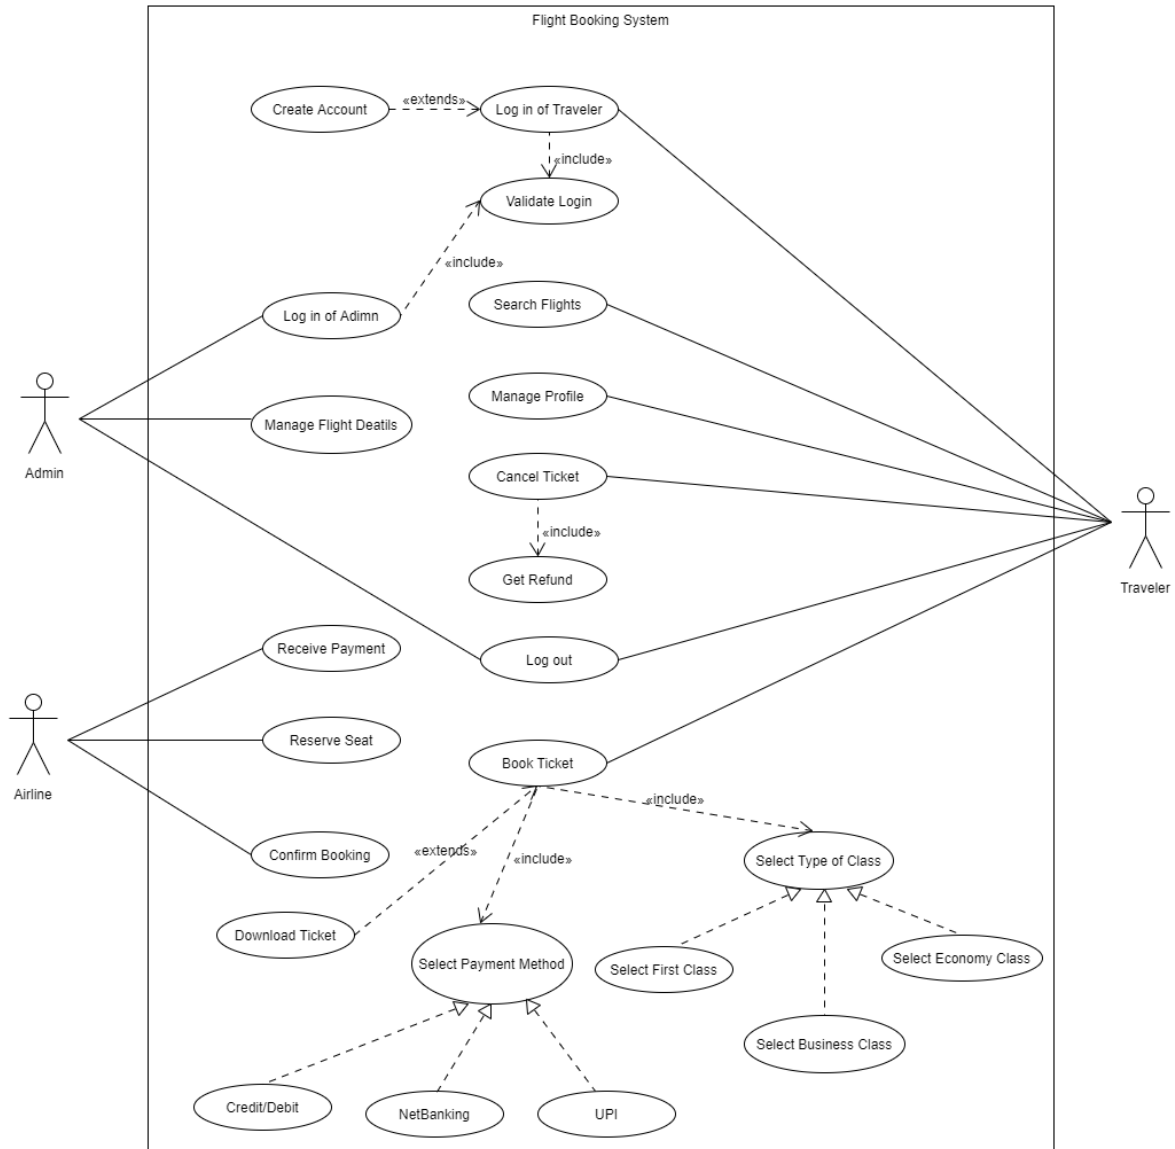 Flight Booking System
Create Account
«extends»
Log in of Traveler
«include»
Validate Login
«include»
Log in of Adimn
Search Flights
Manage Profile
Manage Flight Deatils
Admin
Cancel Ticket
«include»
Get Refund
Traveler
Receive Payment
Log out
Reserve Seat
Airline
Book Ticket
«include»
Confirm Booking
«extends»
«include»
Select Type of Class
Download Ticket
Select Payment Method
Select First Class
Select Economy Class
Select Business Class
Credit/Debit
NetBanking
UPI